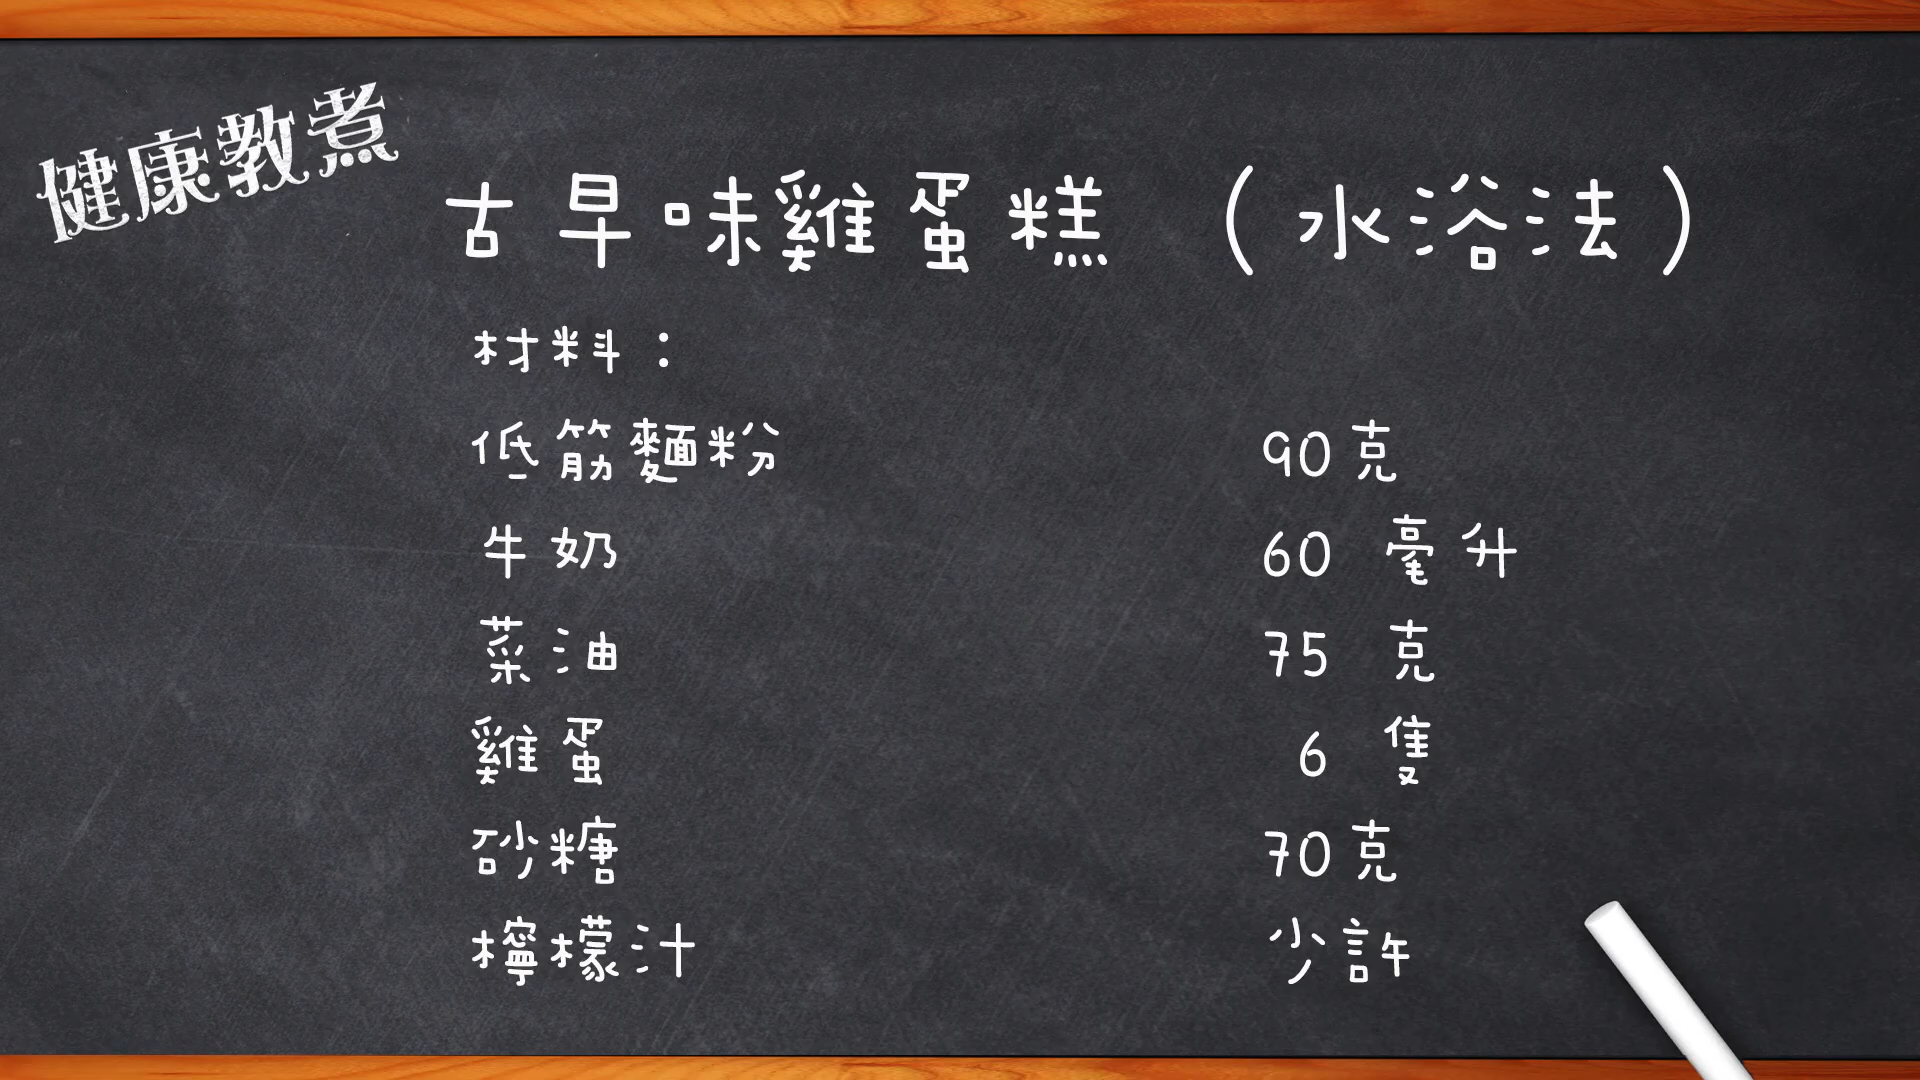 健康教煮
古早味雞蛋糕 （水浴法）
材料：
低筋麵粉 90克
牛奶 60 毫升
菜油 75 克
雞蛋 6 隻
砂糖 70克
檸檬汁 少許